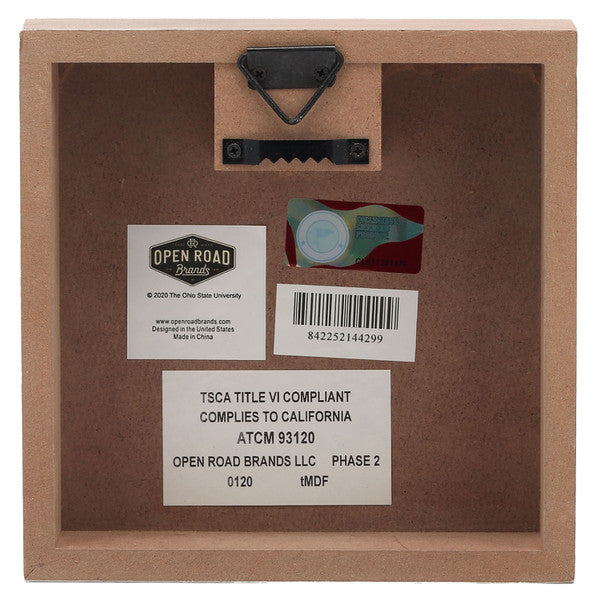 OPEN ROAD
Brands
© 2020 The Ohio State University
www.openroadbrands.com
Designed in the United States
Made in China
842252144299
TSCA TITLE VI COMPLIANT
COMPLIES TO CALIFORNIA
ATCM 93120
OPEN ROAD BRANDS LLC PHASE 2
0120 tMDF